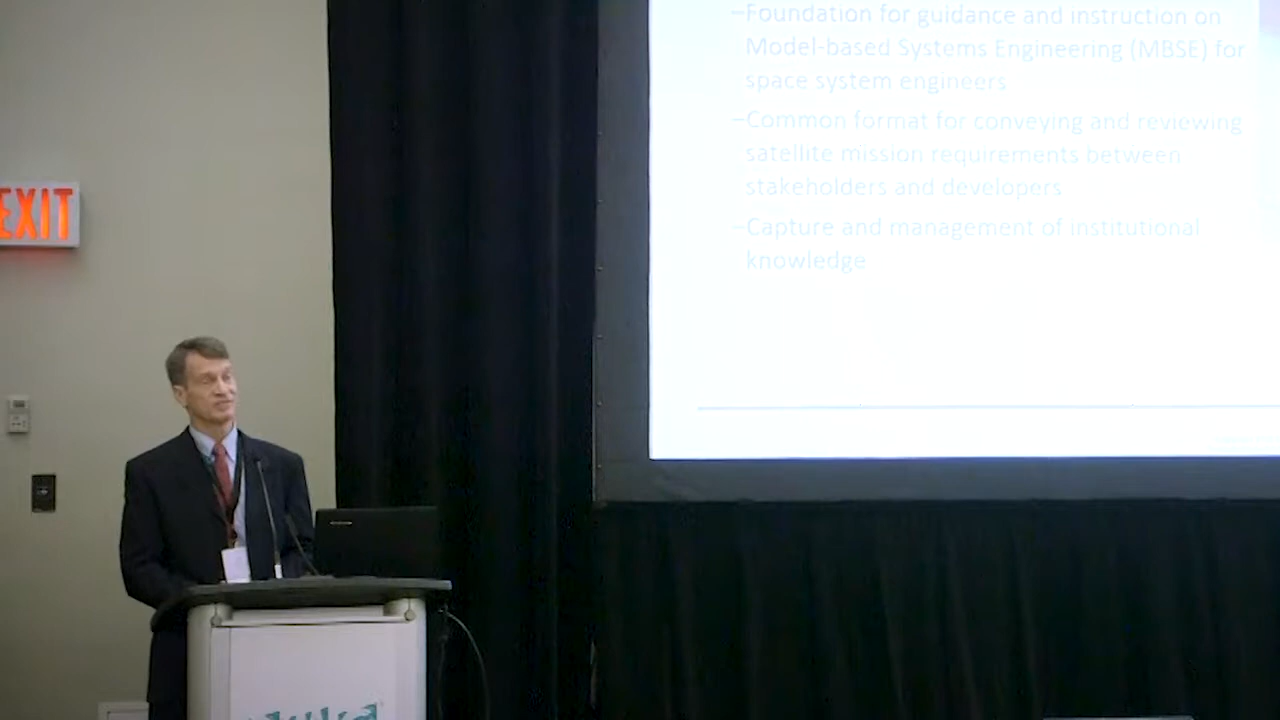 –Foundation for guidance and instruction on
Model-based Systems Engineering (MBSE) for
space system engineers
–Common format for conveying and reviewing
satellite mission requirements between
stakeholders and developers
–Capture and management of institutional
knowledge
EXIT